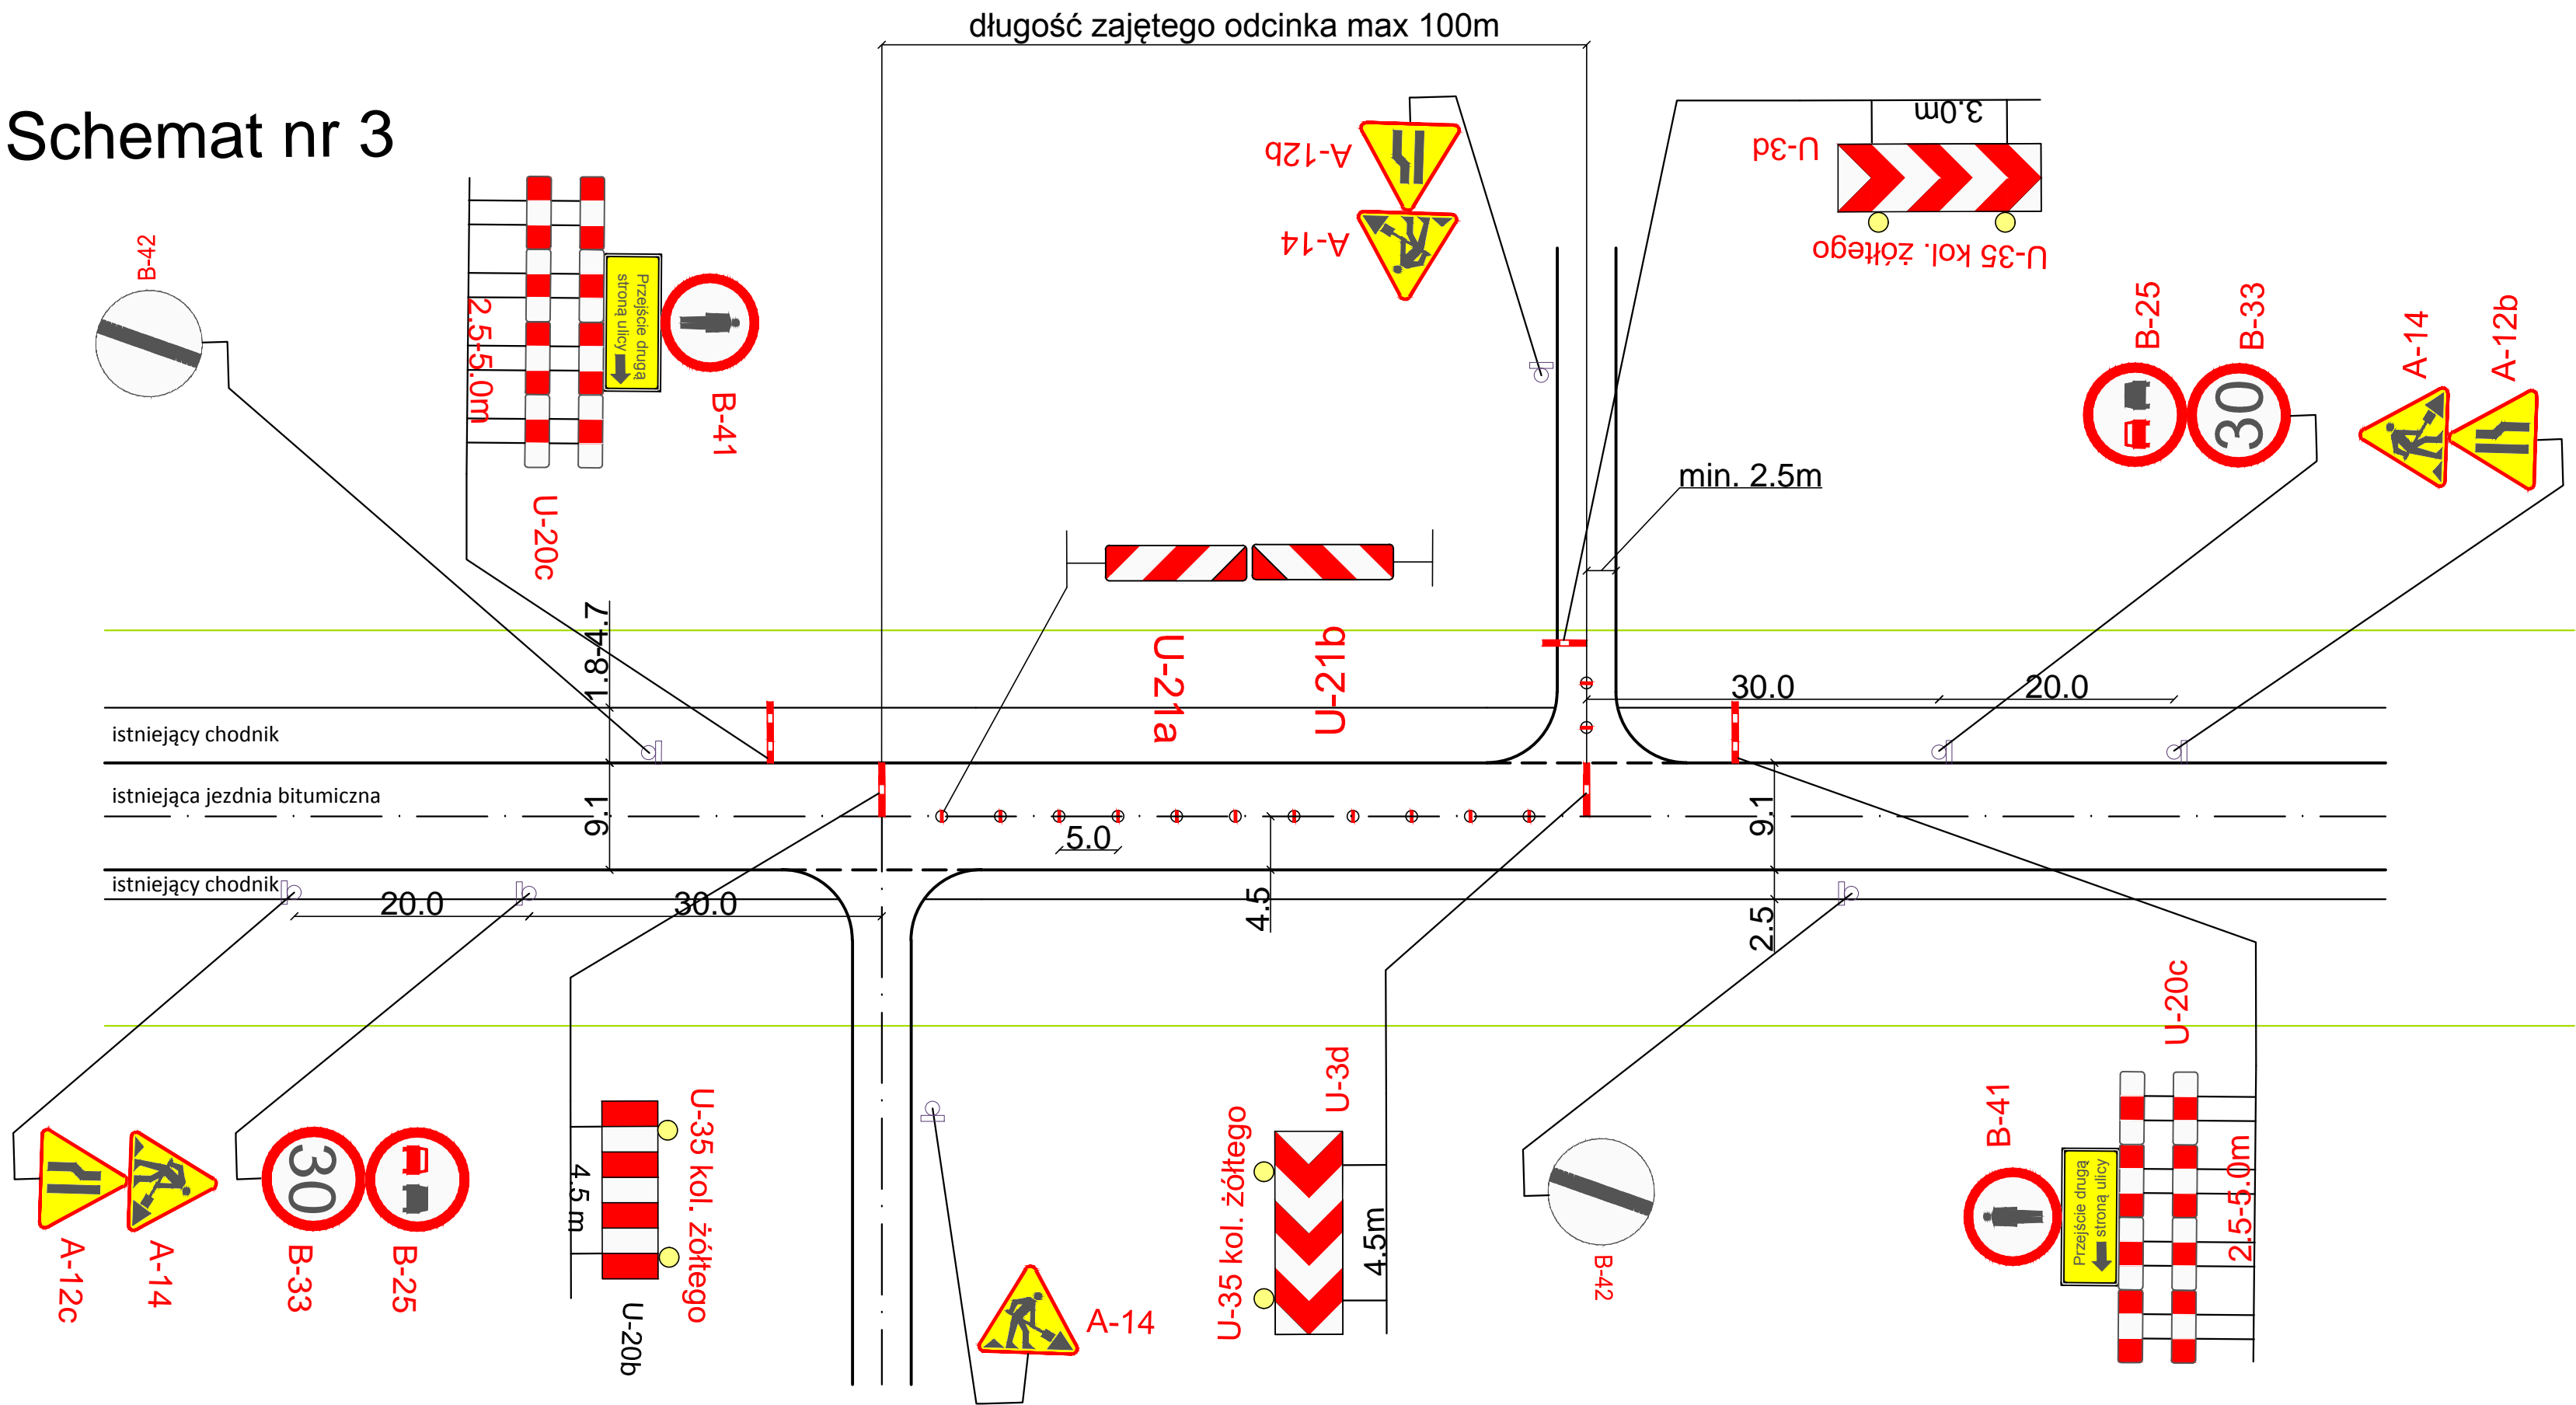 długość zajętego odcinka max 100m
Schemat nr 3
B-42
2.5-5.0m
Przejście drugą
stroną ulicy
B-41
U-20c
A-12b
A-14
3.0m
U-3d
U-35 kol. żółtego
B-25
B-33
30
A-14
A-12b
min. 2.5m
U-21a
U-21b
1.8-4.7
30.0
20.0
istniejący chodnik
istniejąca jezdnia bitumiczna
9.1
5.0
9.1
istniejący chodnik
20.0
30.0
4.5
2.5
A-12c
A-14
30
B-33
B-25
4.5 m
U-35 kol. żółtego
U-20b
A-14
U-35 kol. żółtego
U-3d
4.5m
B-42
B-41
Przejście drugą
stroną ulicy
U-20c
2.5-5.0m